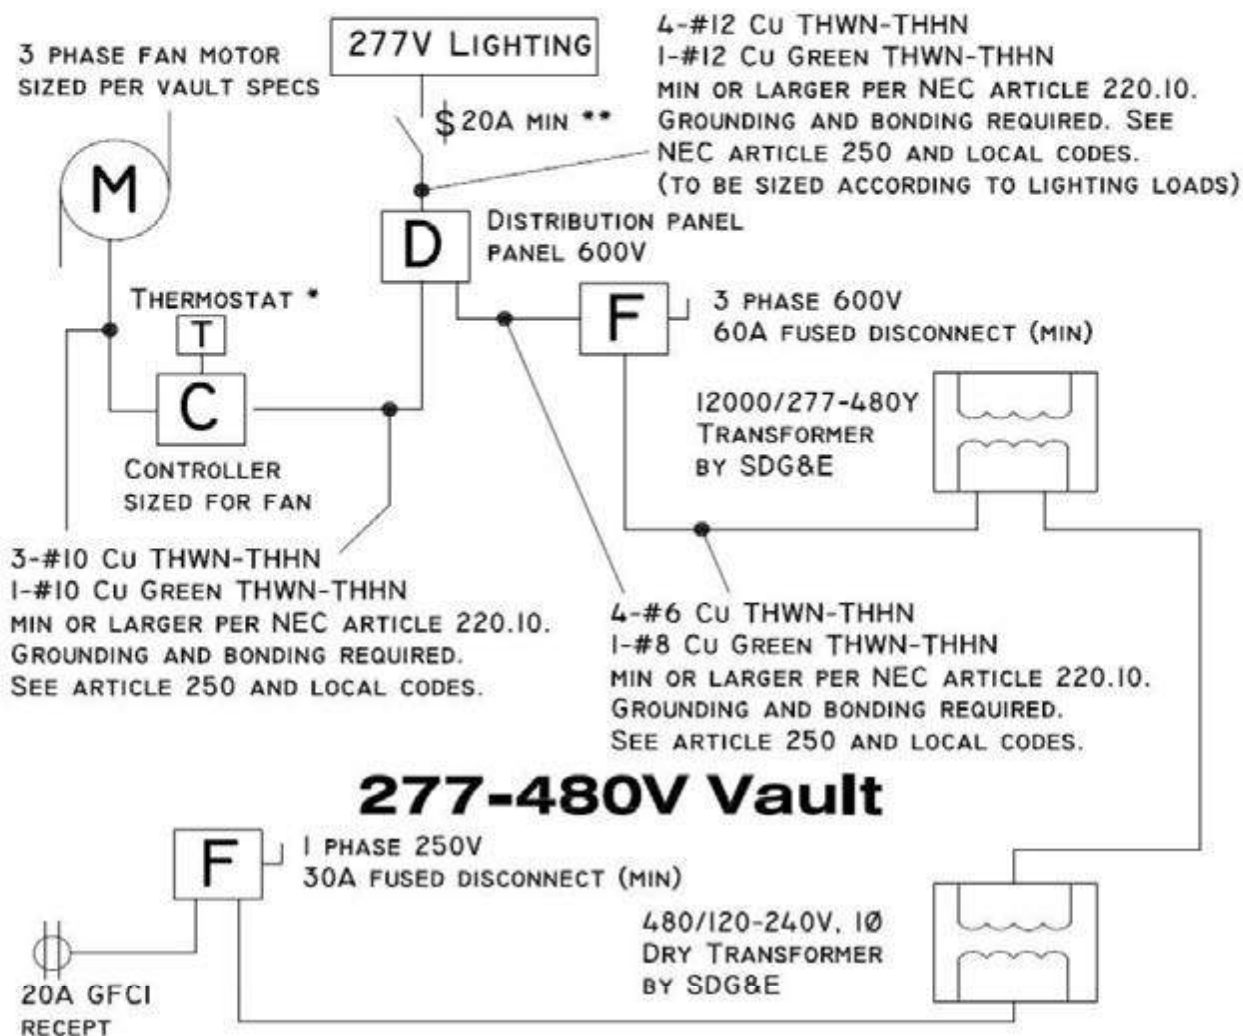 277V LIGHTING
3 PHASE FAN MOTOR
SIZED PER VAULT SPECS
M
$ 20A MIN **
4-#12 CU THWN-THHN
1-#12 CU GREEN THWN-THHN
MIN OR LARGER PER NEC ARTICLE 220.10.
GROUNDING AND BONDING REQUIRED. SEE
NEC ARTICLE 250 AND LOCAL CODES.
(TO BE SIZED ACCORDING TO LIGHTING LOADS)
D
DISTRIBUTION PANEL
PANEL 600V
THERMOSTAT *
T
C
CONTROLLER
SIZED FOR FAN
F
3 PHASE 600V
60A FUSED DISCONNECT (MIN)
12000/277-480Y
TRANSFORMER
BY SDG&E
3-#10 CU THWN-THHN
1-#10 CU GREEN THWN-THHN
MIN OR LARGER PER NEC ARTICLE 220.10.
GROUNDING AND BONDING REQUIRED.
SEE ARTICLE 250 AND LOCAL CODES.
4-#6 CU THWN-THHN
1-#8 CU GREEN THWN-THHN
MIN OR LARGER PER NEC ARTICLE 220.10.
GROUNDING AND BONDING REQUIRED.
SEE ARTICLE 250 AND LOCAL CODES.
277-480V Vault
F
1 PHASE 250V
30A FUSED DISCONNECT (MIN)
480/120-240V, 1Ø
DRY TRANSFORMER
BY SDG&E
20A GFCI
RECEPT